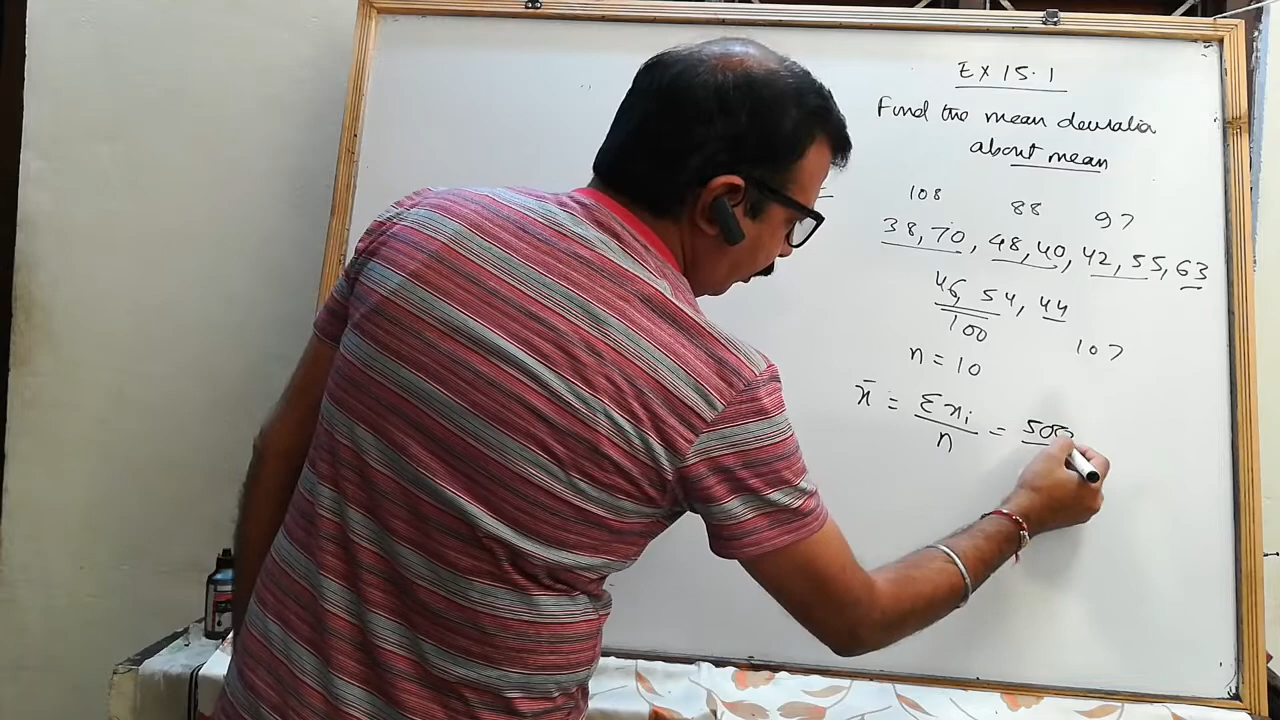 Ex 15.1
Find the mean deviation
about mean
108 88 97
38, 70, 48, 40, 42, 55, 63
46, 54, 44
100 107
n = 10
x̄ = Σxi / n = 500